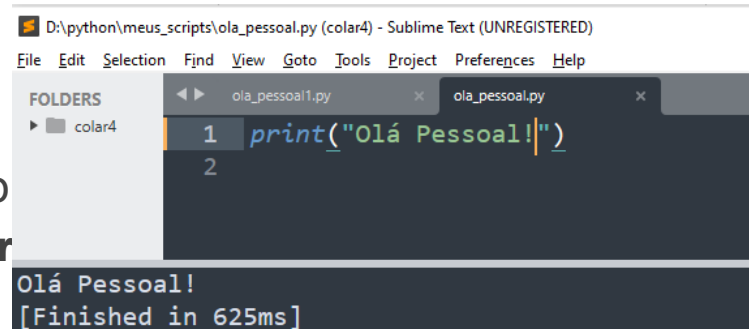 D:\python\meus_scripts\ola_pessoal.py (colar4) - Sublime Text (UNREGISTERED)
File Edit Selection Find View Goto Tools Project Preferences Help
FOLDERS
colar4
ola_pessoal1.py × ola_pessoal.py ×
1 print("Olá Pessoal!")
2
Olá Pessoal!
[Finished in 625ms]